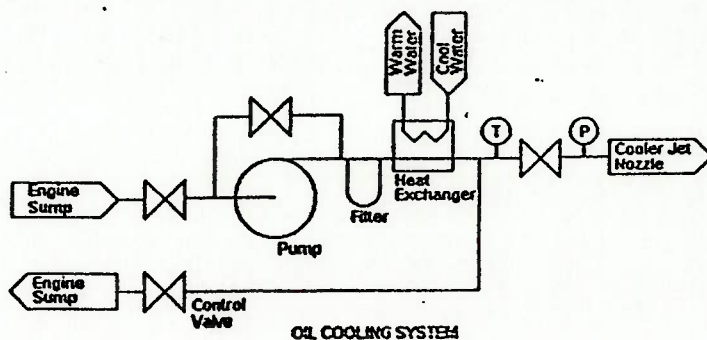 Warm
Water
Cool
Water
T
P
Cooler Jet
Nozzle
Engine
Sump
Pump
Filter
Heat
Exchanger
Engine
Sump
Control
Valve
OIL COOLING SYSTEM